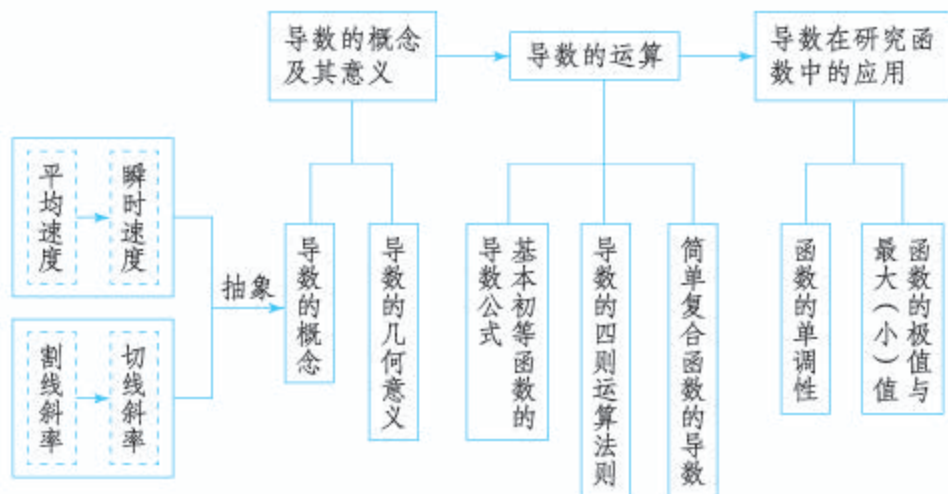 导数的概念
及其意义
导数的运算
导数在研究函
数中的应用
平均速度
瞬时速度
割线斜率
切线斜率
抽象
导数的概念
导数的几何意义
基本初等函数的
导数公式
导数的四则运算法则
简单复合函数的导数
函数的单调性
函数的极值与
最大（小）值